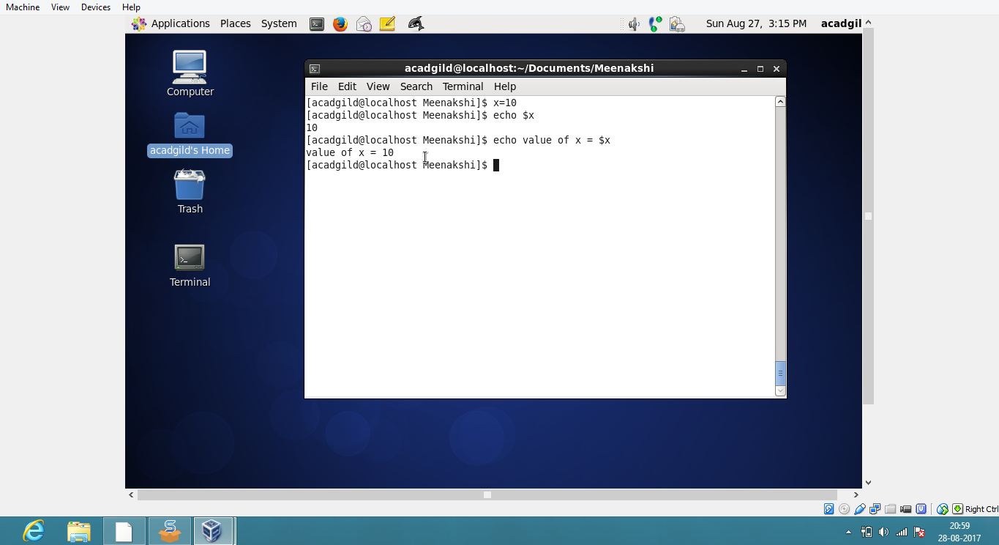 Machine View Devices Help
Applications Places System Sun Aug 27, 3:15 PM acadgil
Computer
acadgild's Home
Trash
Terminal
acadgild@localhost:~/Documents/Meenakshi
File Edit View Search Terminal Help
[acadgild@localhost Meenakshi]$ x=10
[acadgild@localhost Meenakshi]$ echo $x
10
[acadgild@localhost Meenakshi]$ echo value of x = $x
value of x = 10
[acadgild@localhost Meenakshi]$
Right Ctrl
20:59
28-08-2017